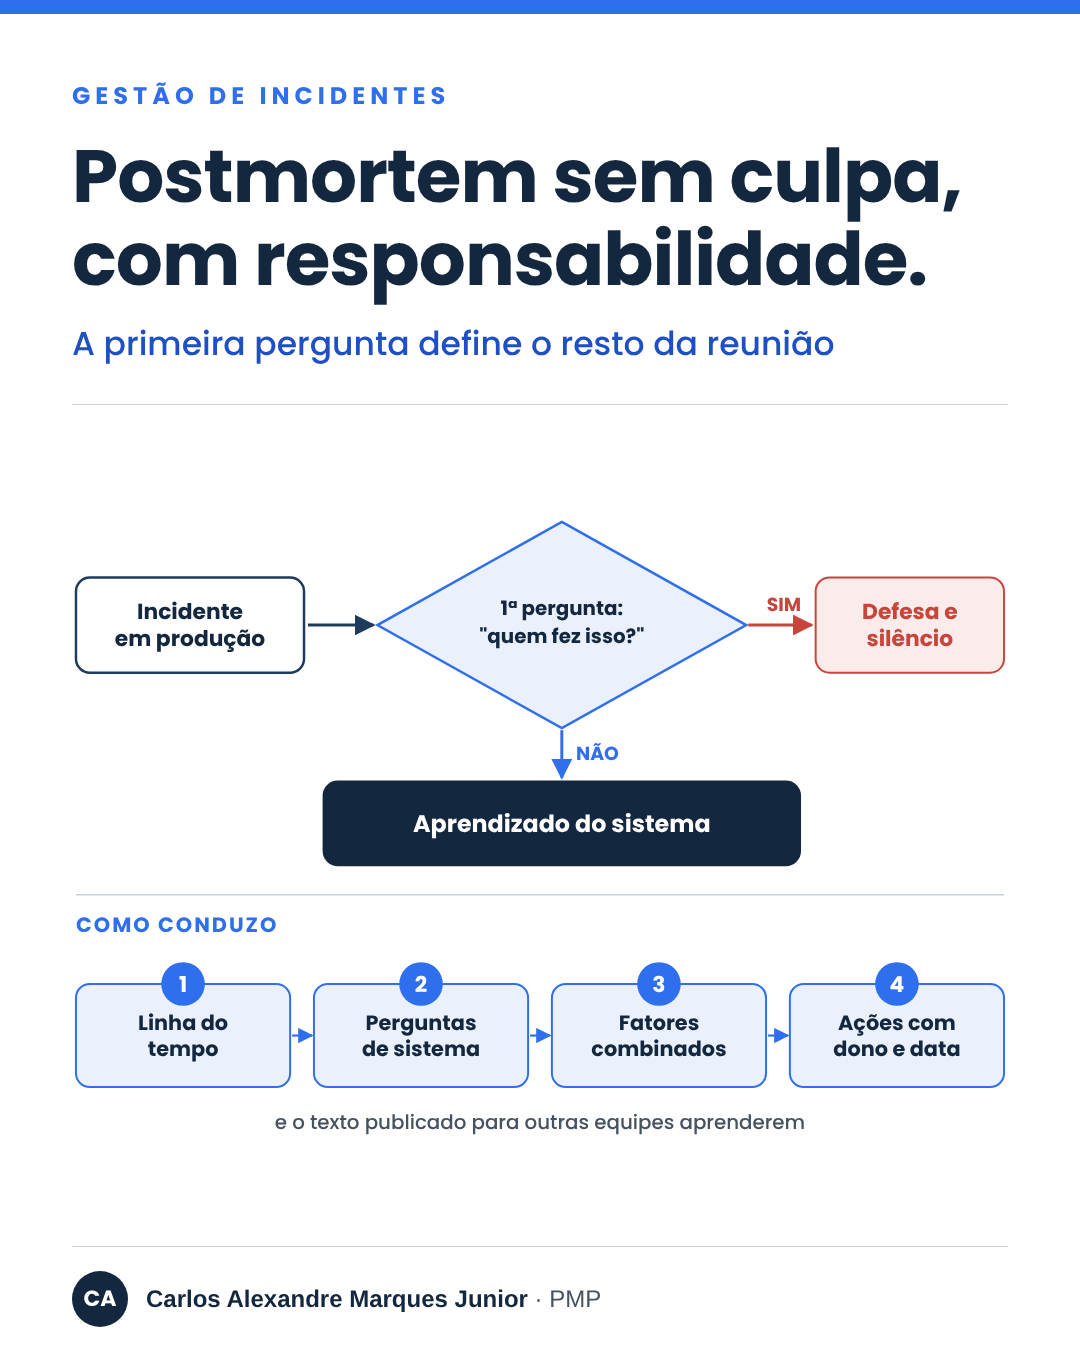 GESTÃO DE INCIDENTES
Postmortem sem culpa,
com responsabilidade.
A primeira pergunta define o resto da reunião
Incidente
em produção
1ª pergunta:
"quem fez isso?"
SIM
Defesa e
silêncio
NÃO
Aprendizado do sistema
COMO CONDUZO
1
Linha do
tempo
2
Perguntas
de sistema
3
Fatores
combinados
4
Ações com
dono e data
e o texto publicado para outras equipes aprenderem
CA
Carlos Alexandre Marques Junior · PMP